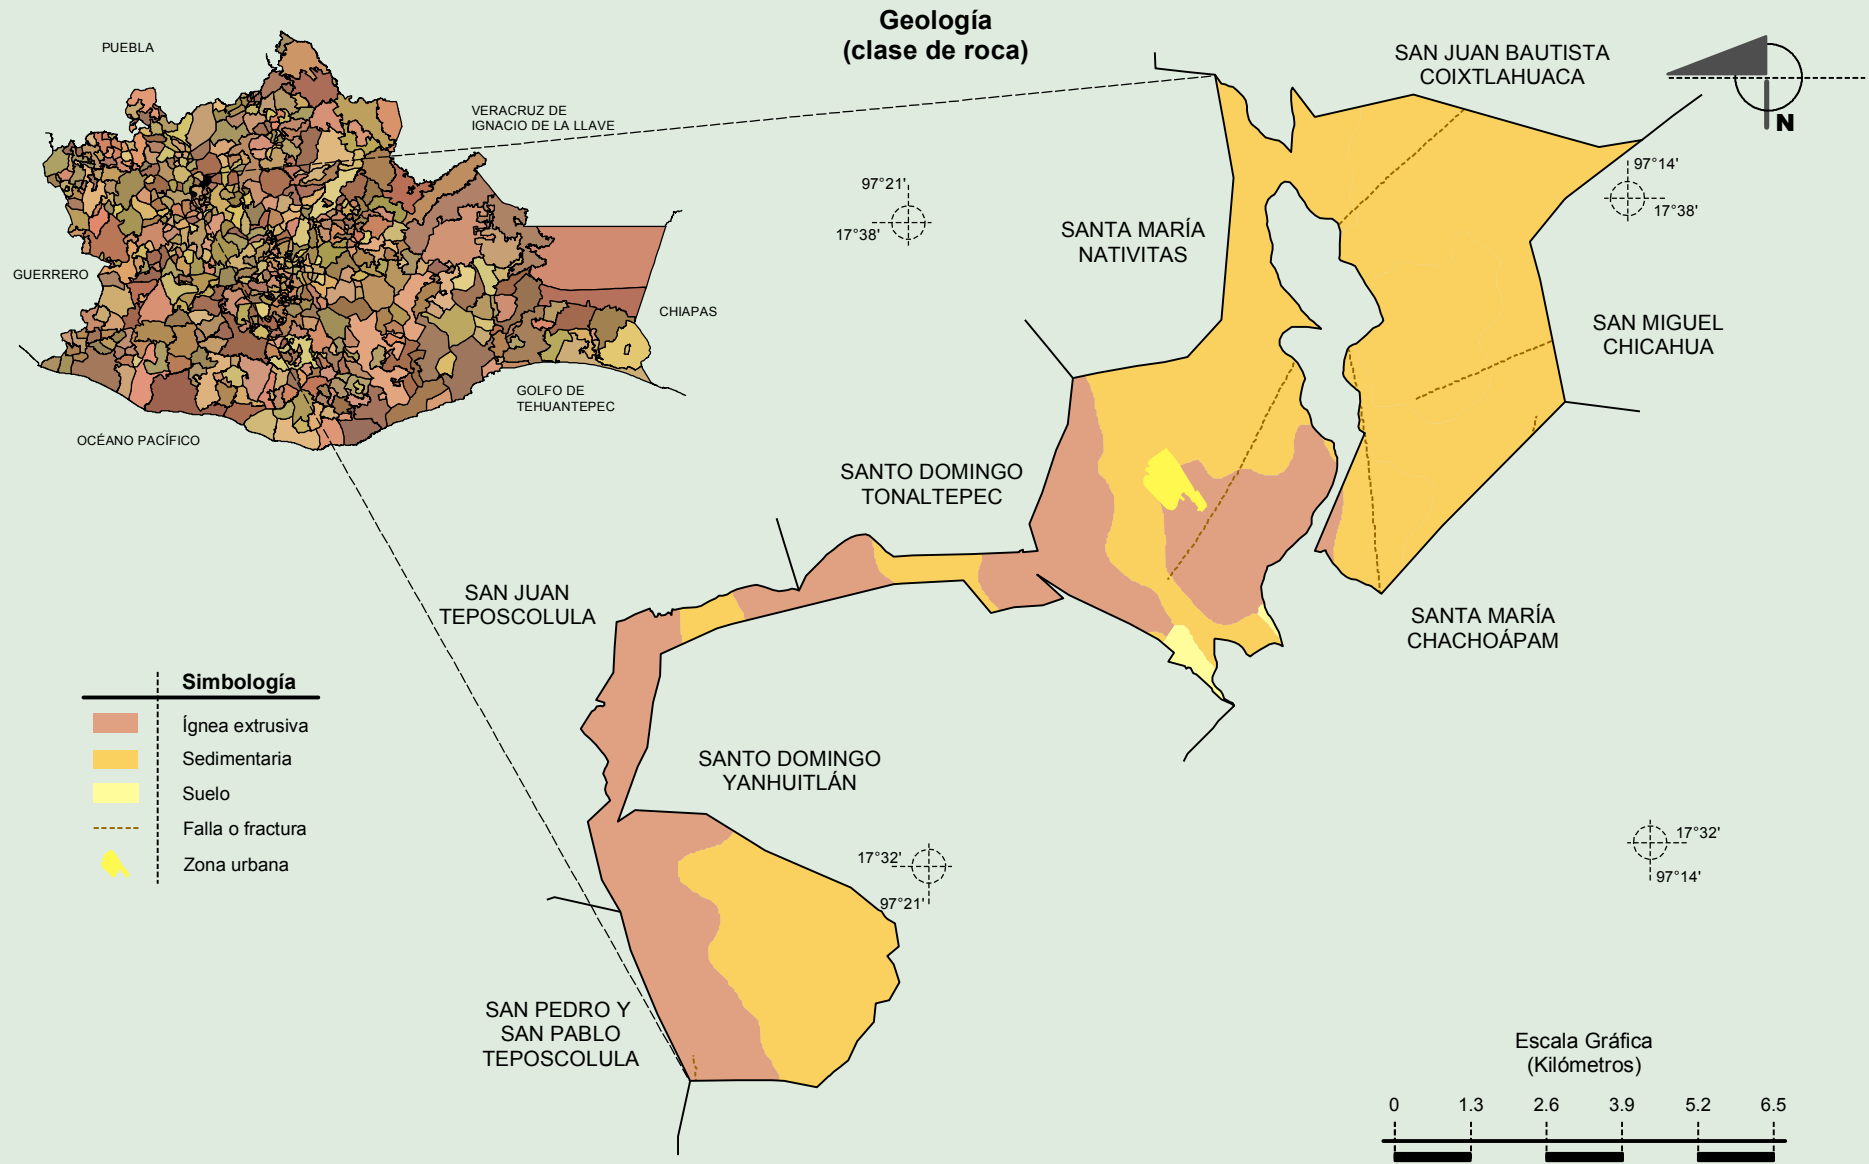 Geología
(clase de roca)
PUEBLA
VERACRUZ DE
IGNACIO DE LA LLAVE
GUERRERO
CHIAPAS
GOLFO DE
TEHUANTEPEC
OCÉANO PACÍFICO
SAN JUAN BAUTISTA
COIXTLAHUACA
N
97°14'
17°38'
97°21'
17°38'
SANTA MARÍA
NATIVITAS
SAN MIGUEL
CHICAHUA
SANTO DOMINGO
TONALTEPEC
SAN JUAN
TEPOSCOLULA
SANTA MARÍA
CHACHOÁPAM
SANTO DOMINGO
YANHUITLÁN
17°32'
97°21'
17°32'
97°14'
SAN PEDRO Y
SAN PABLO
TEPOSCOLULA
Simbología
Ígnea extrusiva
Sedimentaria
Suelo
Falla o fractura
Zona urbana
Escala Gráfica
(Kilómetros)
0 1.3 2.6 3.9 5.2 6.5